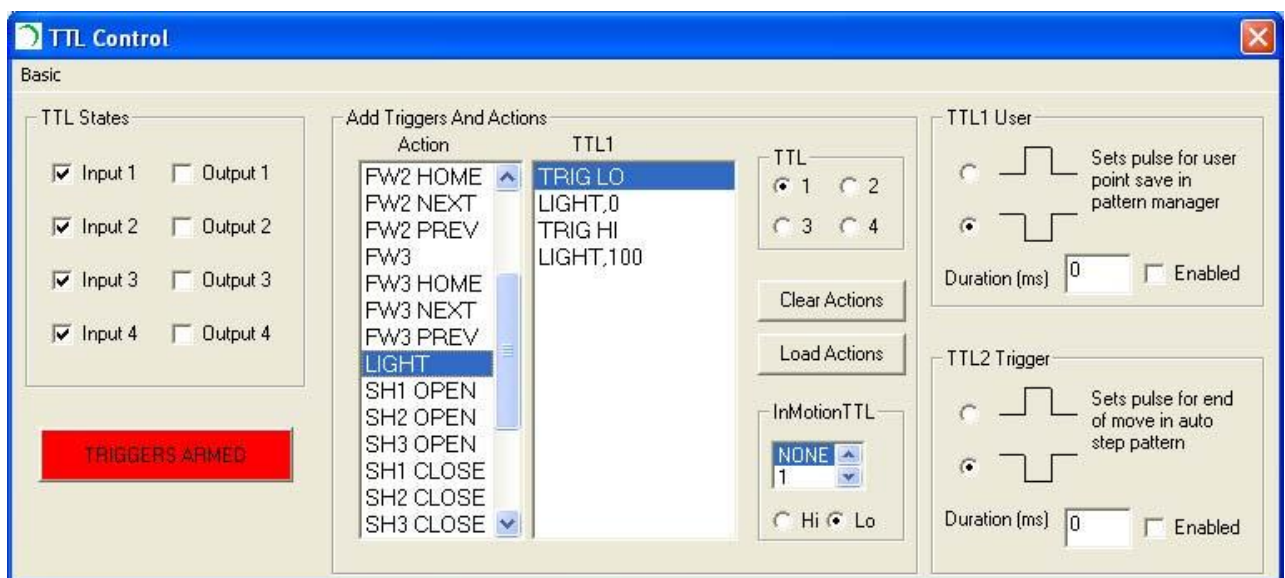 TTL Control
Basic
TTL States
Input 1 Output 1
Input 2 Output 2
Input 3 Output 3
Input 4 Output 4
TRIGGERS ARMED
Add Triggers And Actions
Action
FW2 HOME
FW2 NEXT
FW2 PREV
FW3
FW3 HOME
FW3 NEXT
FW3 PREV
LIGHT
SH1 OPEN
SH2 OPEN
SH3 OPEN
SH1 CLOSE
SH2 CLOSE
SH3 CLOSE
TTL1
TRIG LO
LIGHT,0
TRIG HI
LIGHT,100
TTL
1 2
3 4
Clear Actions
Load Actions
InMotionTTL
NONE
1
Hi Lo
TTL1 User
Sets pulse for user
point save in
pattern manager
Duration (ms) 0 Enabled
TTL2 Trigger
Sets pulse for end
of move in auto
step pattern
Duration (ms) 0 Enabled